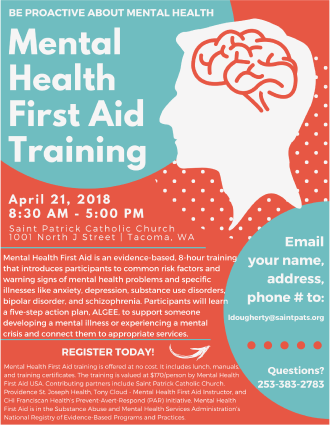 BE PROACTIVE ABOUT MENTAL HEALTH
Mental
Health
First Aid
Training
April 21, 2018
8:30 AM - 5:00 PM
Saint Patrick Catholic Church
1001 North J Street | Tacoma, WA
Mental Health First Aid is an evidence-based, 8-hour training
that introduces participants to common risk factors and
warning signs of mental health problems and specific
illnesses like anxiety, depression, substance use disorders,
bipolar disorder, and schizophrenia. Participants will learn
a five-step action plan, ALGEE, to support someone
developing a mental illness or experiencing a mental
crisis and connect them to appropriate services.
REGISTER TODAY!
Mental Health First Aid training is offered at no cost. It includes lunch, manuals,
and training certificates. The training is valued at $170/person by Mental Health
First Aid USA. Contributing partners include Saint Patrick Catholic Church,
Providence St. Joseph Health, Tony Cloud - Mental Health First Aid Instructor, and
CHI Franciscan Health's Prevent-Avert-Respond (PAR) Initiative. Mental Health
First Aid is in the Substance Abuse and Mental Health Services Administration's
National Registry of Evidence-Based Programs and Practices.
Email
your name,
address,
phone # to:
ldougherty@saintpats.org
Questions?
253-383-2783